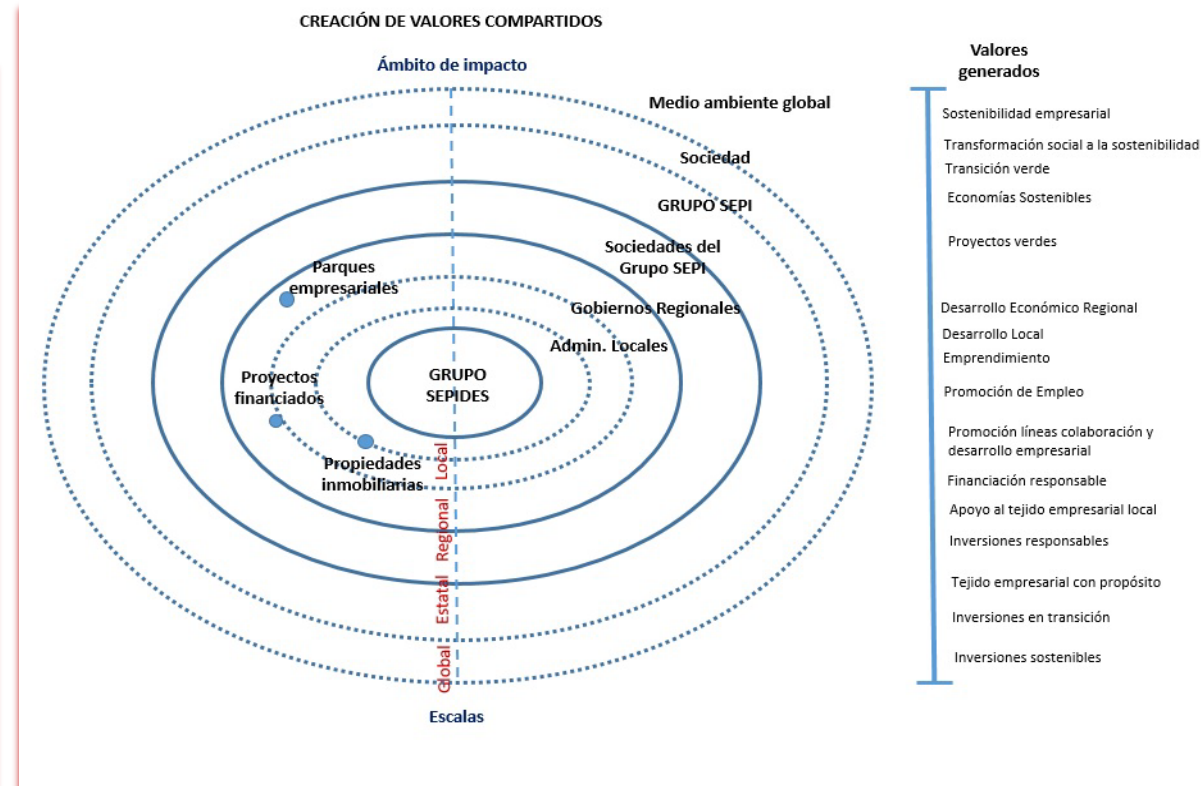 CREACIÓN DE VALORES COMPARTIDOS
Ámbito de impacto
Medio ambiente global
Sociedad
GRUPO SEPI
Sociedades del
Grupo SEPI
Gobiernos Regionales
Admin. Locales
Parques
empresariales
Proyectos
financiados
GRUPO
SEPIDES
Propiedades
inmobiliarias
Local
Regional
Estatal
Global
Escalas
Valores
generados
Sostenibilidad empresarial
Transformación social a la sostenibilidad
Transición verde
Economías Sostenibles
Proyectos verdes
Desarrollo Económico Regional
Desarrollo Local
Emprendimiento
Promoción de Empleo
Promoción líneas colaboración y
desarrollo empresarial
Financiación responsable
Apoyo al tejido empresarial local
Inversiones responsables
Tejido empresarial con propósito
Inversiones en transición
Inversiones sostenibles